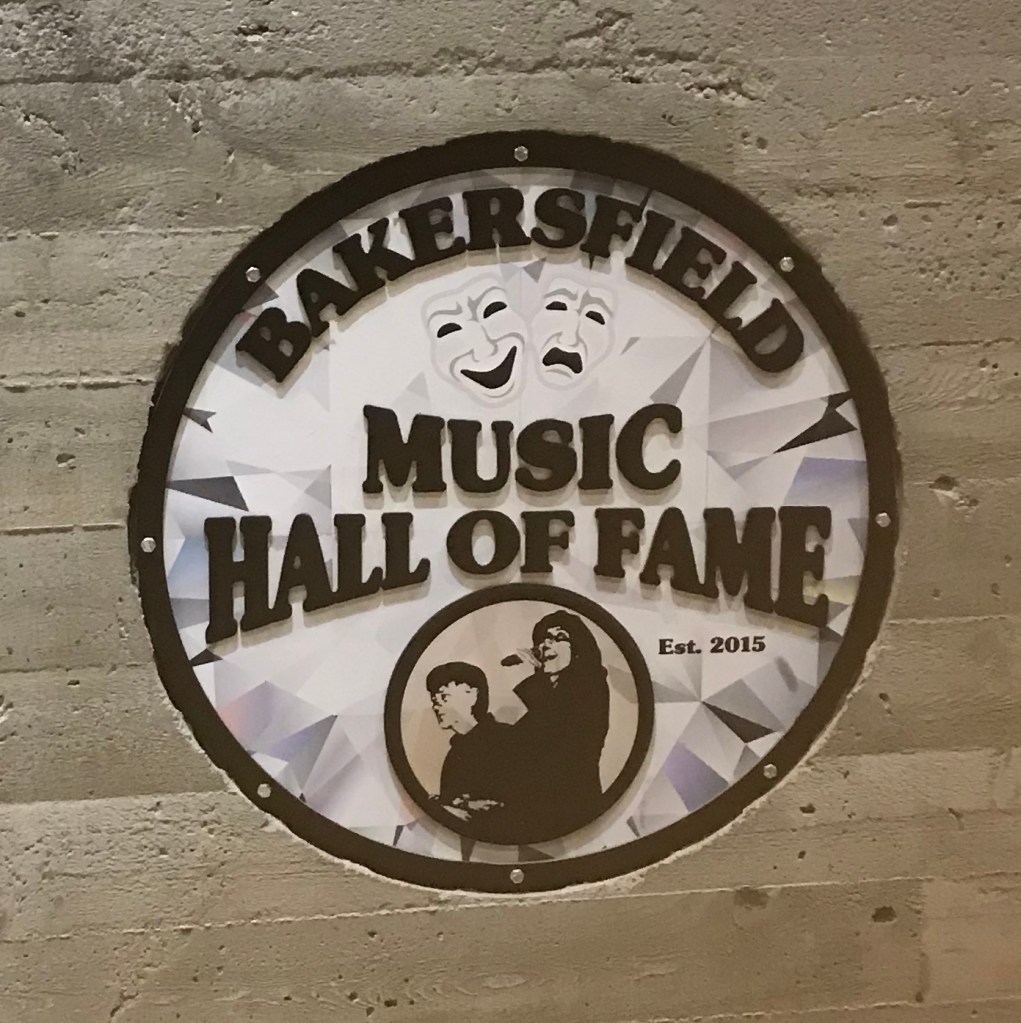 BAKERSFIELD
MUSIC
HALL OF FAME
Est. 2015